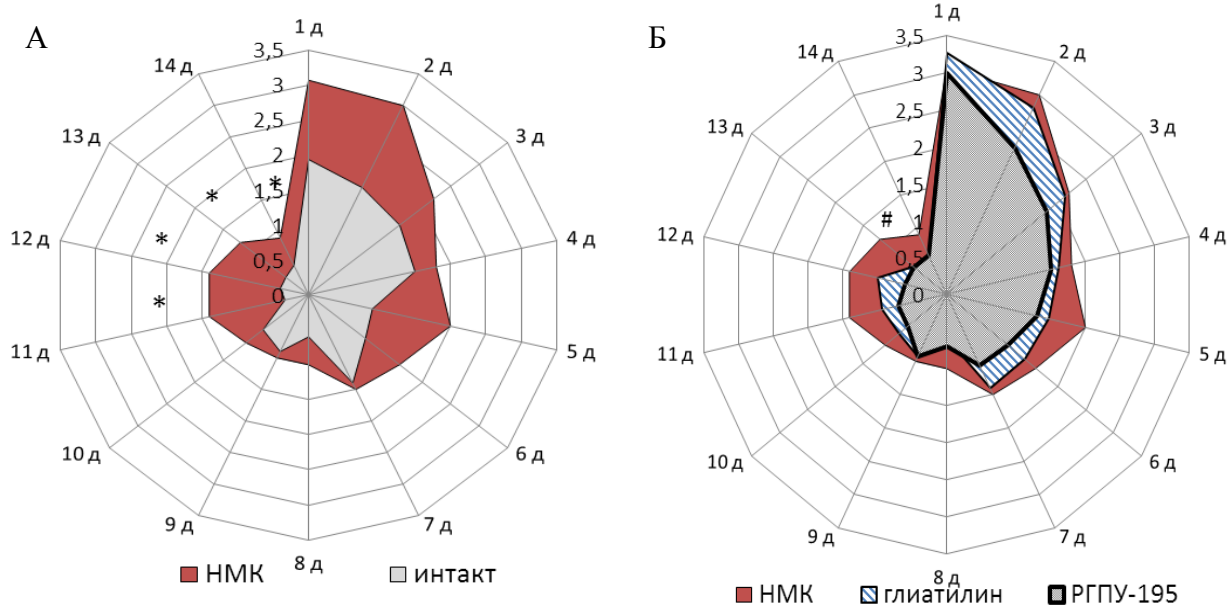 А
1 д
2 д
3 д
4 д
5 д
6 д
7 д
8 д
9 д
10 д
11 д
12 д
13 д
14 д
3,5
3
2,5
2
1,5
1
0,5
0
*
*
*
*
НМК интакт
Б
1 д
2 д
3 д
4 д
5 д
6 д
7 д
8 д
9 д
10 д
11 д
12 д
13 д
14 д
3,5
3
2,5
2
1,5
1
0,5
0
#
НМК глиатилин РГПУ-195